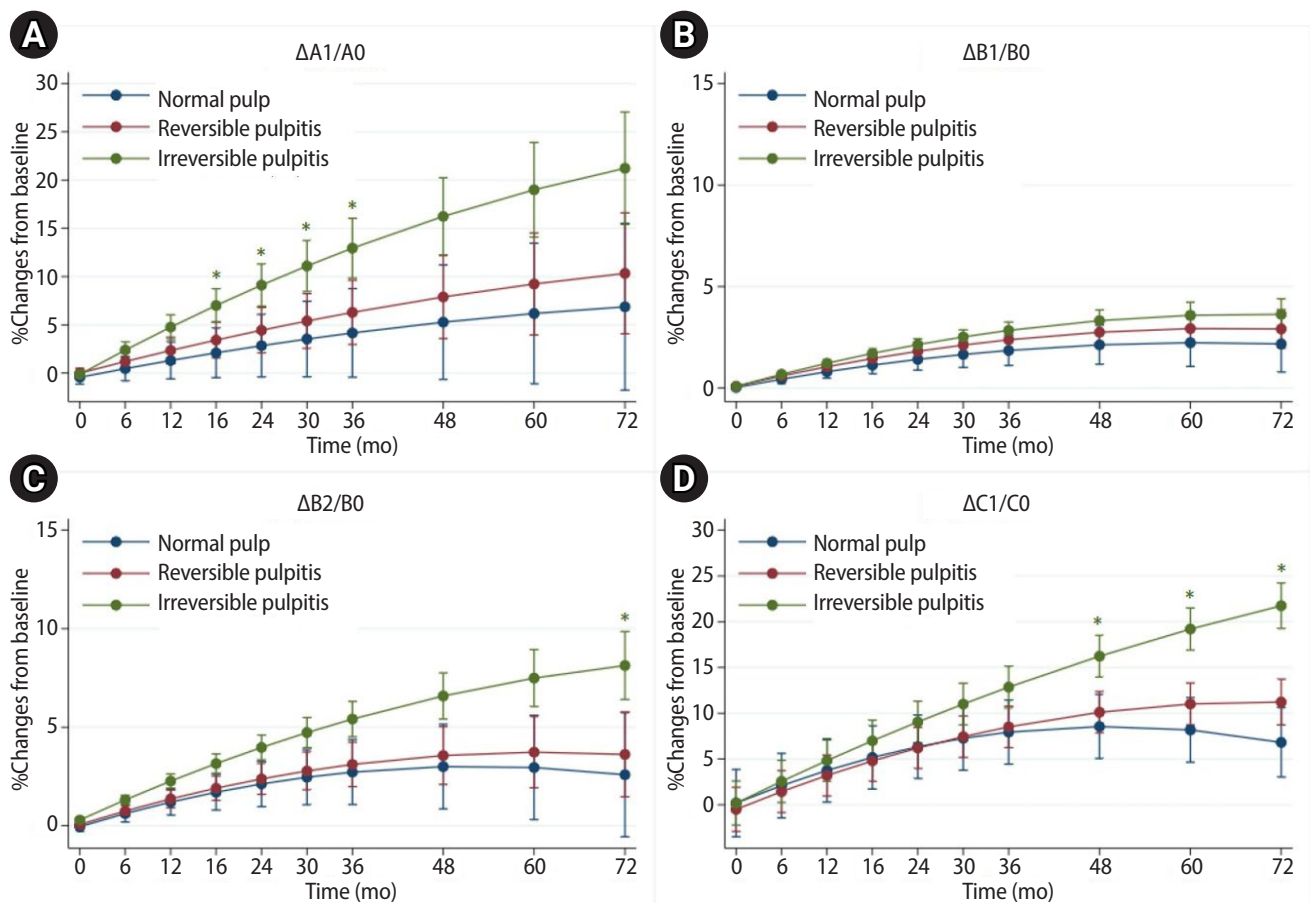 A
ΔA1/A0
%Changes from baseline
30
25
20
15
10
5
0
Normal pulp
Reversible pulpitis
Irreversible pulpitis
* * * * *
0 6 12 16 24 30 36 48 60 72
Time (mo)
B
ΔB1/B0
%Changes from baseline
15
10
5
0
Normal pulp
Reversible pulpitis
Irreversible pulpitis
0 6 12 16 24 30 36 48 60 72
Time (mo)
C
ΔB2/B0
%Changes from baseline
15
10
5
0
Normal pulp
Reversible pulpitis
Irreversible pulpitis
*
0 6 12 16 24 30 36 48 60 72
Time (mo)
D
ΔC1/C0
%Changes from baseline
30
25
20
15
10
5
0
Normal pulp
Reversible pulpitis
Irreversible pulpitis
* * *
0 6 12 16 24 30 36 48 60 72
Time (mo)